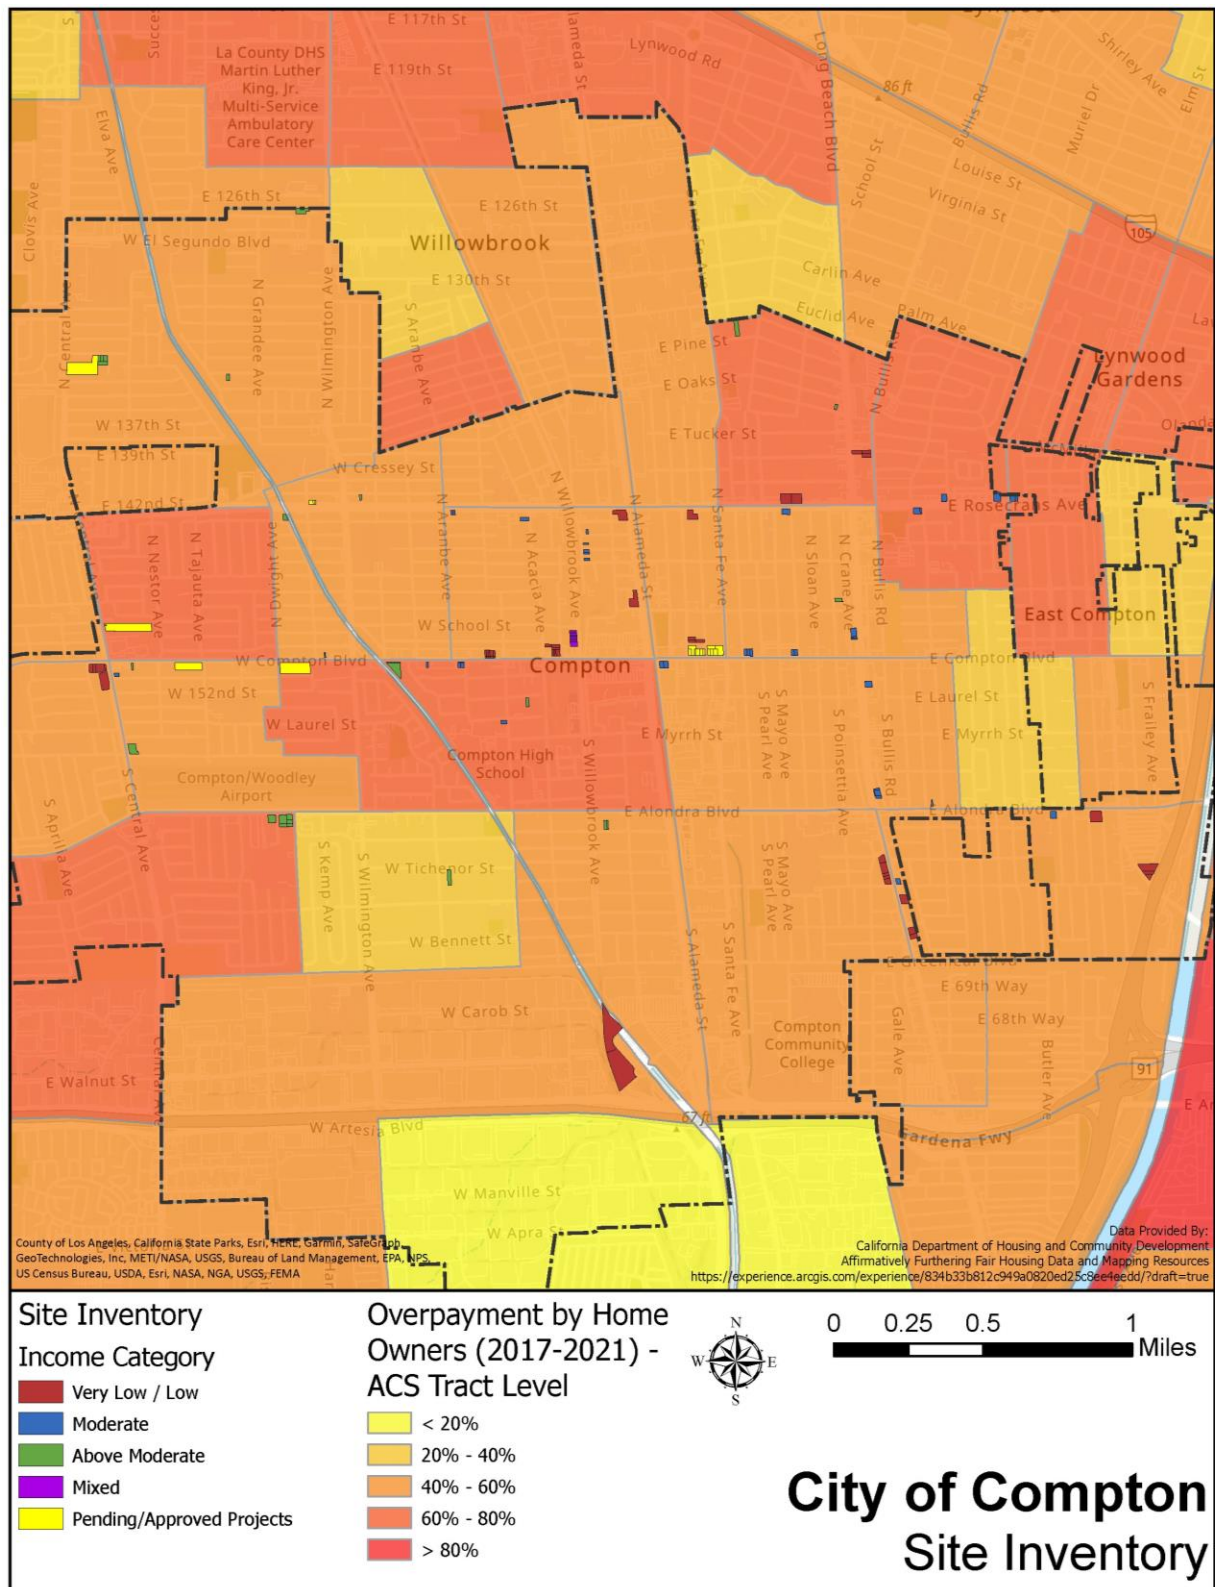 E 117th St
La County DHS
Martin Luther
King, Jr.
Multi-Service
Ambulatory
Care Center
E 119th St
Alameda St
Lynwood Rd
Long Beach Blvd
86 ft
Bullis Rd
Shirley Ave
Elm St
Muriel Dr
School St
Louise St
Virginia St
105
Elva Ave
Clovis Ave
E 126th St
E 126th St
W El Segundo Blvd
Willowbrook
E 130th St
Carlin Ave
Euclid Ave
Palm Ave
N Central Ave
N Grandee Ave
N Wilmington Ave
S Aranbe Ave
E Pine St
E Oaks St
N Bullis Rd
Lynwood
Gardens
W 137th St
E 139th St
E Tucker St
W Cressey St
E 142nd St
N Willowbrook Ave
N Alameda St
N Santa Fe Ave
E Rosecrans Ave
N Nestor Ave
N Tajauta Ave
N Dwight Ave
N Aranbe Ave
N Acacia Ave
N Sloan Ave
N Crane Ave
N Bullis Rd
W School St
East Compton
W Compton Blvd
Compton
E Compton Blvd
W 152nd St
W Laurel St
E Laurel St
S Pearl Ave
S Mayo Ave
S Poinsettia Ave
S Bullis Rd
E Myrrh St
E Myrrh St
S Frailey Ave
Compton High
School
S Willowbrook Ave
Compton/Woodley
Airport
S Central Ave
S Aprilia Ave
E Alondra Blvd
E Alondra Blvd
S Kemp Ave
S Wilmington Ave
W Tichenor St
S Pearl Ave
S Mayo Ave
W Bennett St
S Alameda St
S Santa Fe Ave
E Greenleaf Blvd
E 69th Way
W Carob St
E 68th Way
Compton
Community
College
Gale Ave
Butler Ave
E Walnut St
Central Ave
91
W Artesia Blvd
67 ft
Gardena Fwy
W Manville St
W Apra St
County of Los Angeles, California State Parks, Esri, HERE, Garmin, SafeGraph,
GeoTechnologies, Inc, METI/NASA, USGS, Bureau of Land Management, EPA, NPS,
US Census Bureau, USDA, Esri, NASA, NGA, USGS, FEMA
Data Provided By:
California Department of Housing and Community Development
Affirmatively Furthering Fair Housing Data and Mapping Resources
https://experience.arcgis.com/experience/834b33b812c949a0820ed25c8ee4eedd/?draft=true
Site Inventory
Income Category
Very Low / Low
Moderate
Above Moderate
Mixed
Pending/Approved Projects
Overpayment by Home
Owners (2017-2021) -
ACS Tract Level
< 20%
20% - 40%
40% - 60%
60% - 80%
> 80%
N
W E
S
0 0.25 0.5 1
Miles
City of Compton
Site Inventory